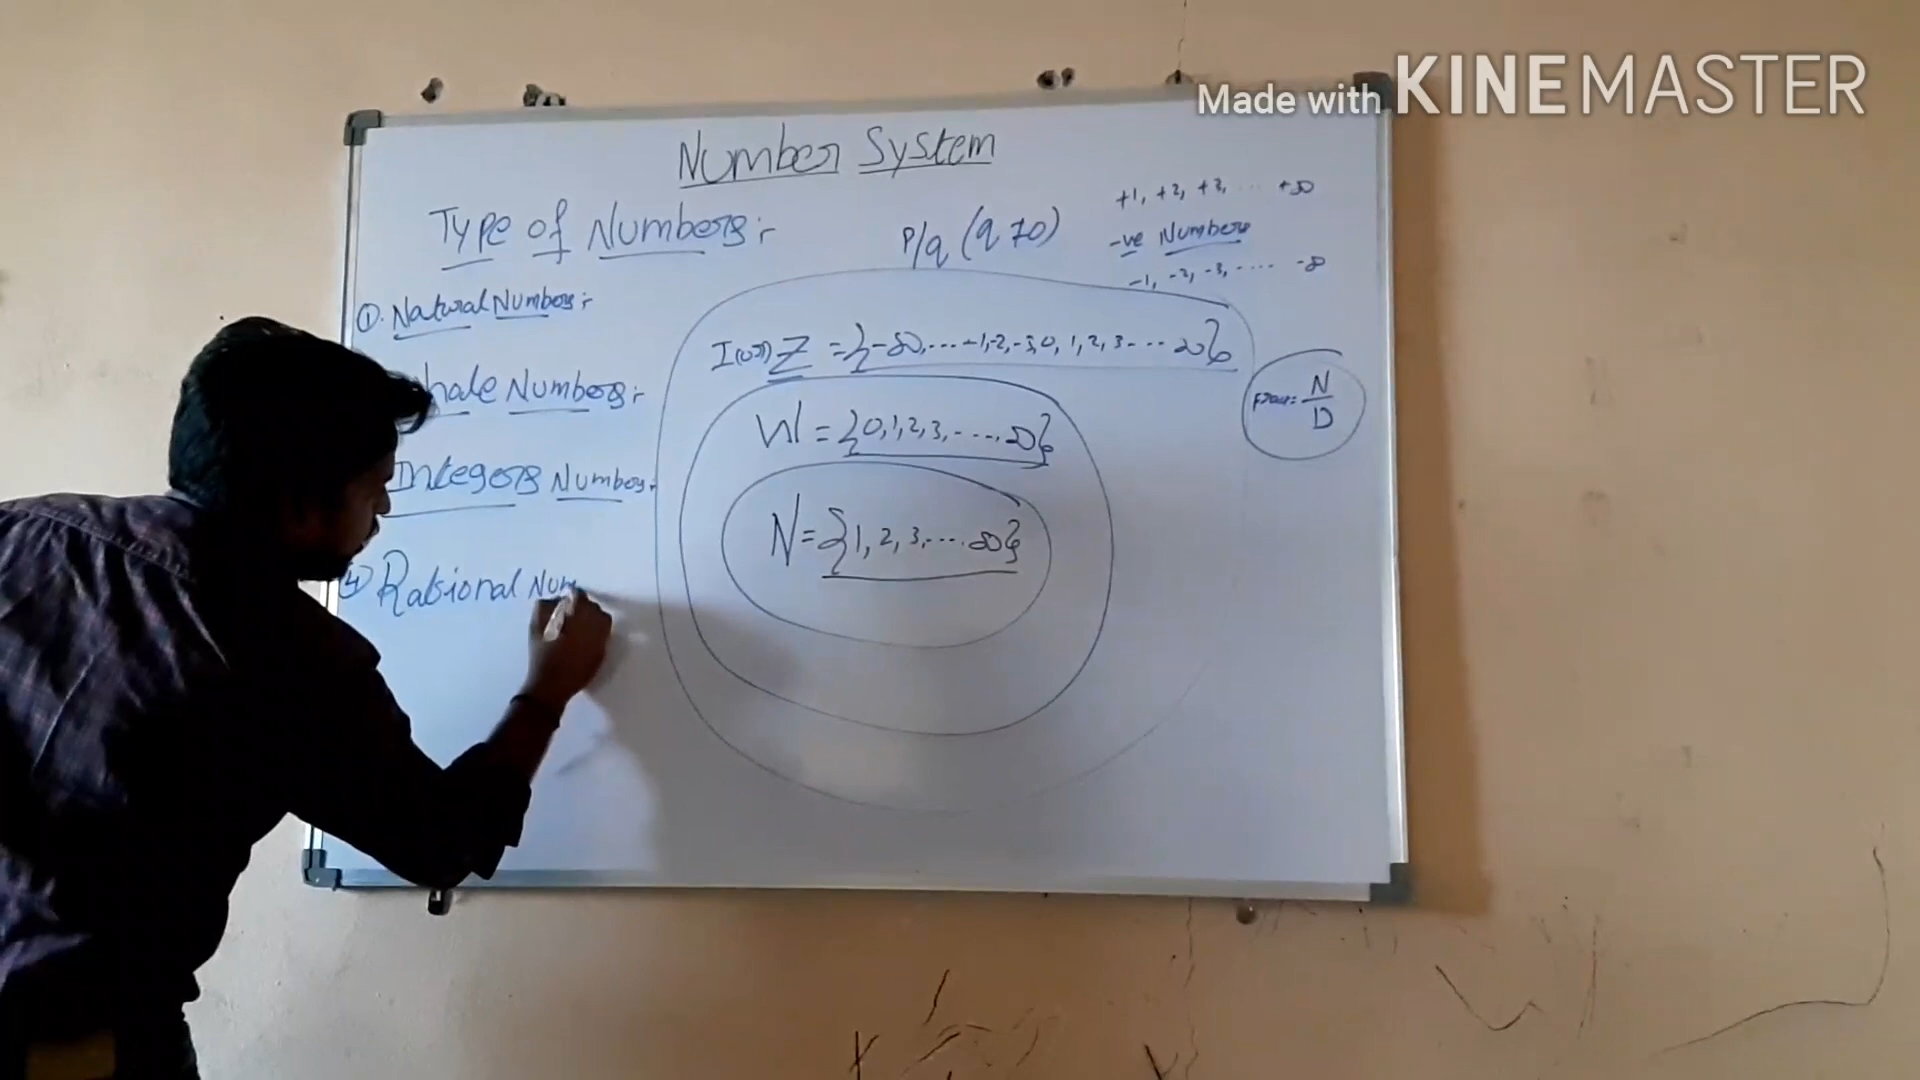 Made with KINEMASTER
Number System
Type of Numbers:-
P/q (q≠0)
+1, +2, +3, ... +∞
-ve Numbers
-1, -2, -3, .... -∞
①. Natural Numbers:-
I(or) Z = {-∞, ... -1, -2, -3, 0, 1, 2, 3 ... ∞}
hole Numbers:-
N
D
W = {0, 1, 2, 3, ...., ∞}
Integers Numbers
N = {1, 2, 3, .... ∞}
④ Rational Num